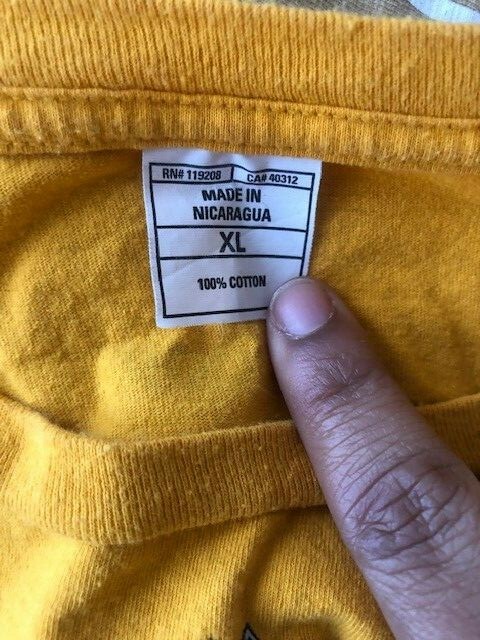 RN# 119208 CA# 40312
MADE IN
NICARAGUA
XL
100% COTTON